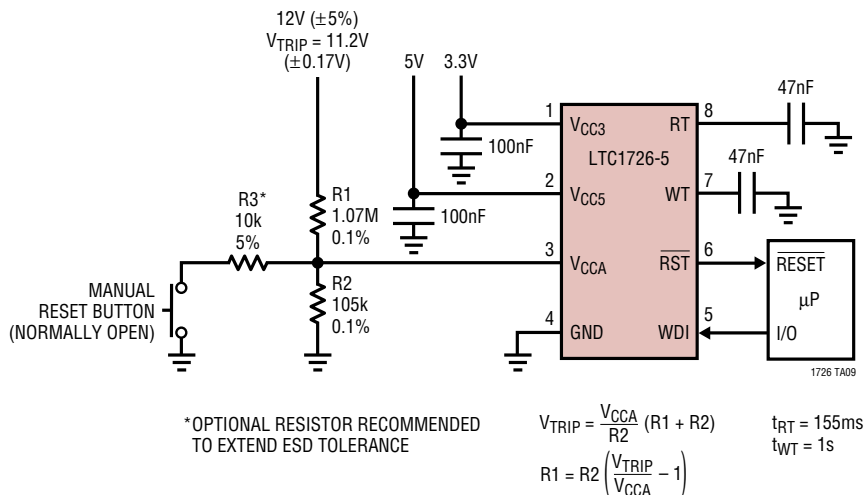 12V (±5%)
VTRIP = 11.2V
(±0.17V)
5V 3.3V
47nF
1 VCC3 RT 8
100nF
LTC1726-5
47nF
2 VCC5 WT 7
100nF
R3*
10k
5%
R1
1.07M
0.1%
3 VCCA RST 6
RESET
μP
I/O
MANUAL
RESET BUTTON
(NORMALLY OPEN)
R2
105k
0.1%
4 GND WDI 5
1726 TA09
*OPTIONAL RESISTOR RECOMMENDED
TO EXTEND ESD TOLERANCE
VTRIP = VCCA/R2 (R1 + R2)
R1 = R2 (VTRIP/VCCA – 1)
tRT = 155ms
tWT = 1s